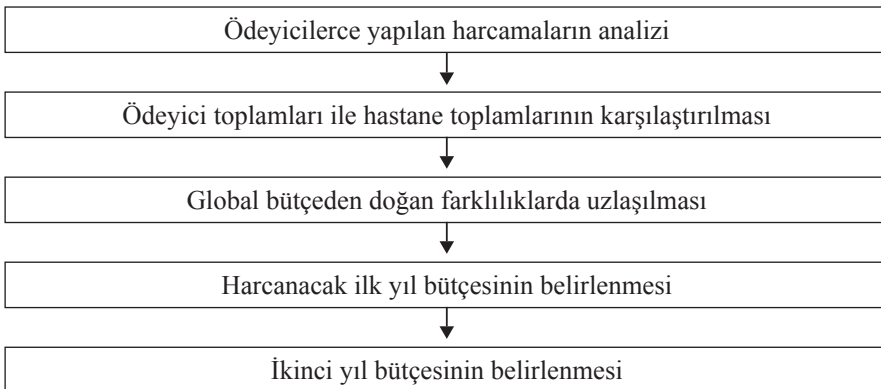 Ödeyicilerce yapılan harcamaların analizi
Ödeyici toplamları ile hastane toplamlarının karşılaştırılması
Global bütçeden doğan farklılıklarda uzlaşılması
Harcanacak ilk yıl bütçesinin belirlenmesi
İkinci yıl bütçesinin belirlenmesi